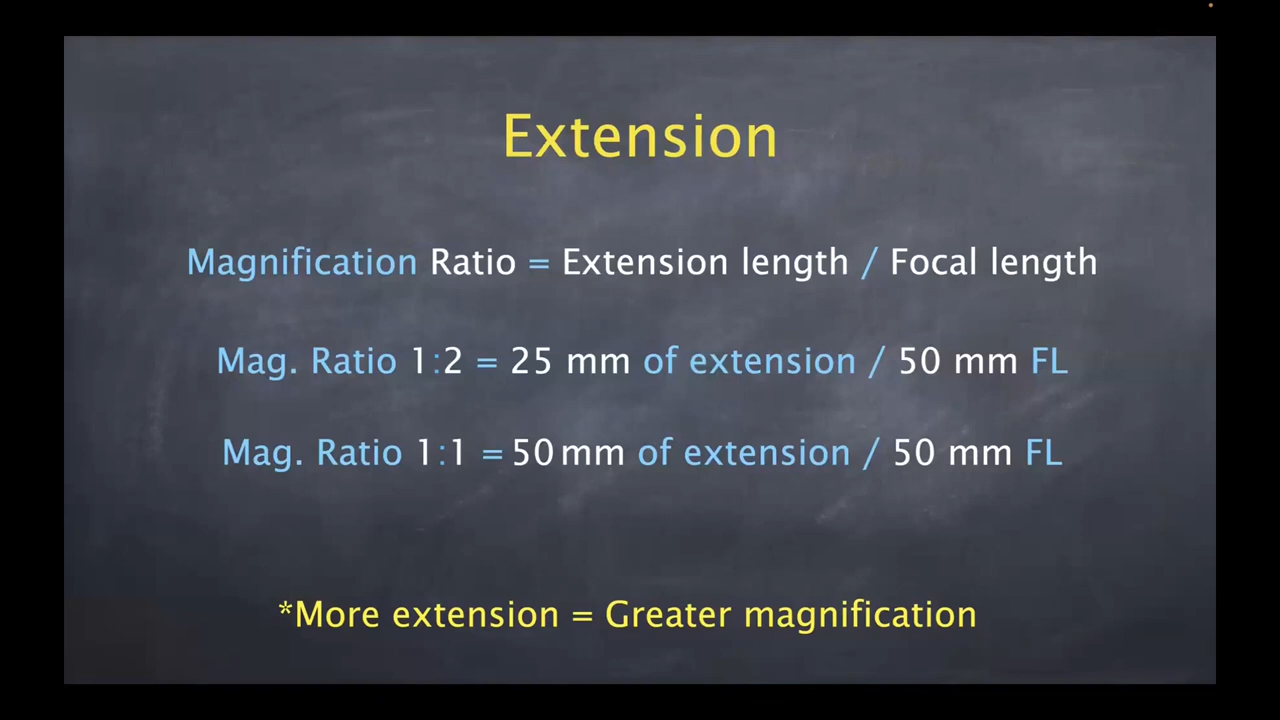 Extension
Magnification Ratio = Extension length / Focal length
Mag. Ratio 1:2 = 25 mm of extension / 50 mm FL
Mag. Ratio 1:1 = 50 mm of extension / 50 mm FL
*More extension = Greater magnification